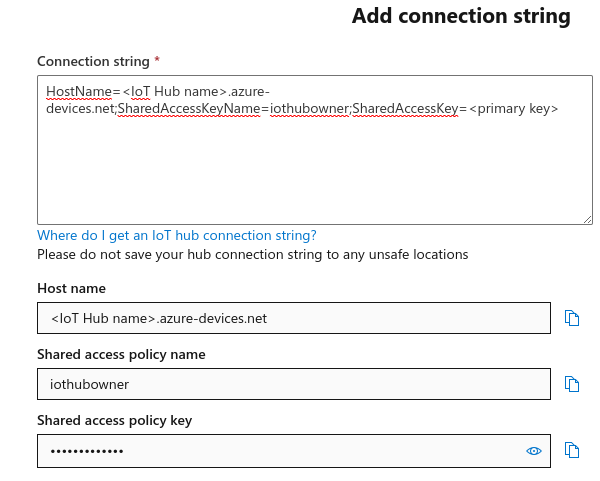 Add connection string
Connection string *
HostName=<IoT Hub name>.azure-
devices.net;SharedAccessKeyName=iothubowner;SharedAccessKey=<primary key>
Where do I get an IoT hub connection string?
Please do not save your hub connection string to any unsafe locations
Host name
<IoT Hub name>.azure-devices.net
Shared access policy name
iothubowner
Shared access policy key
•••••••••••••